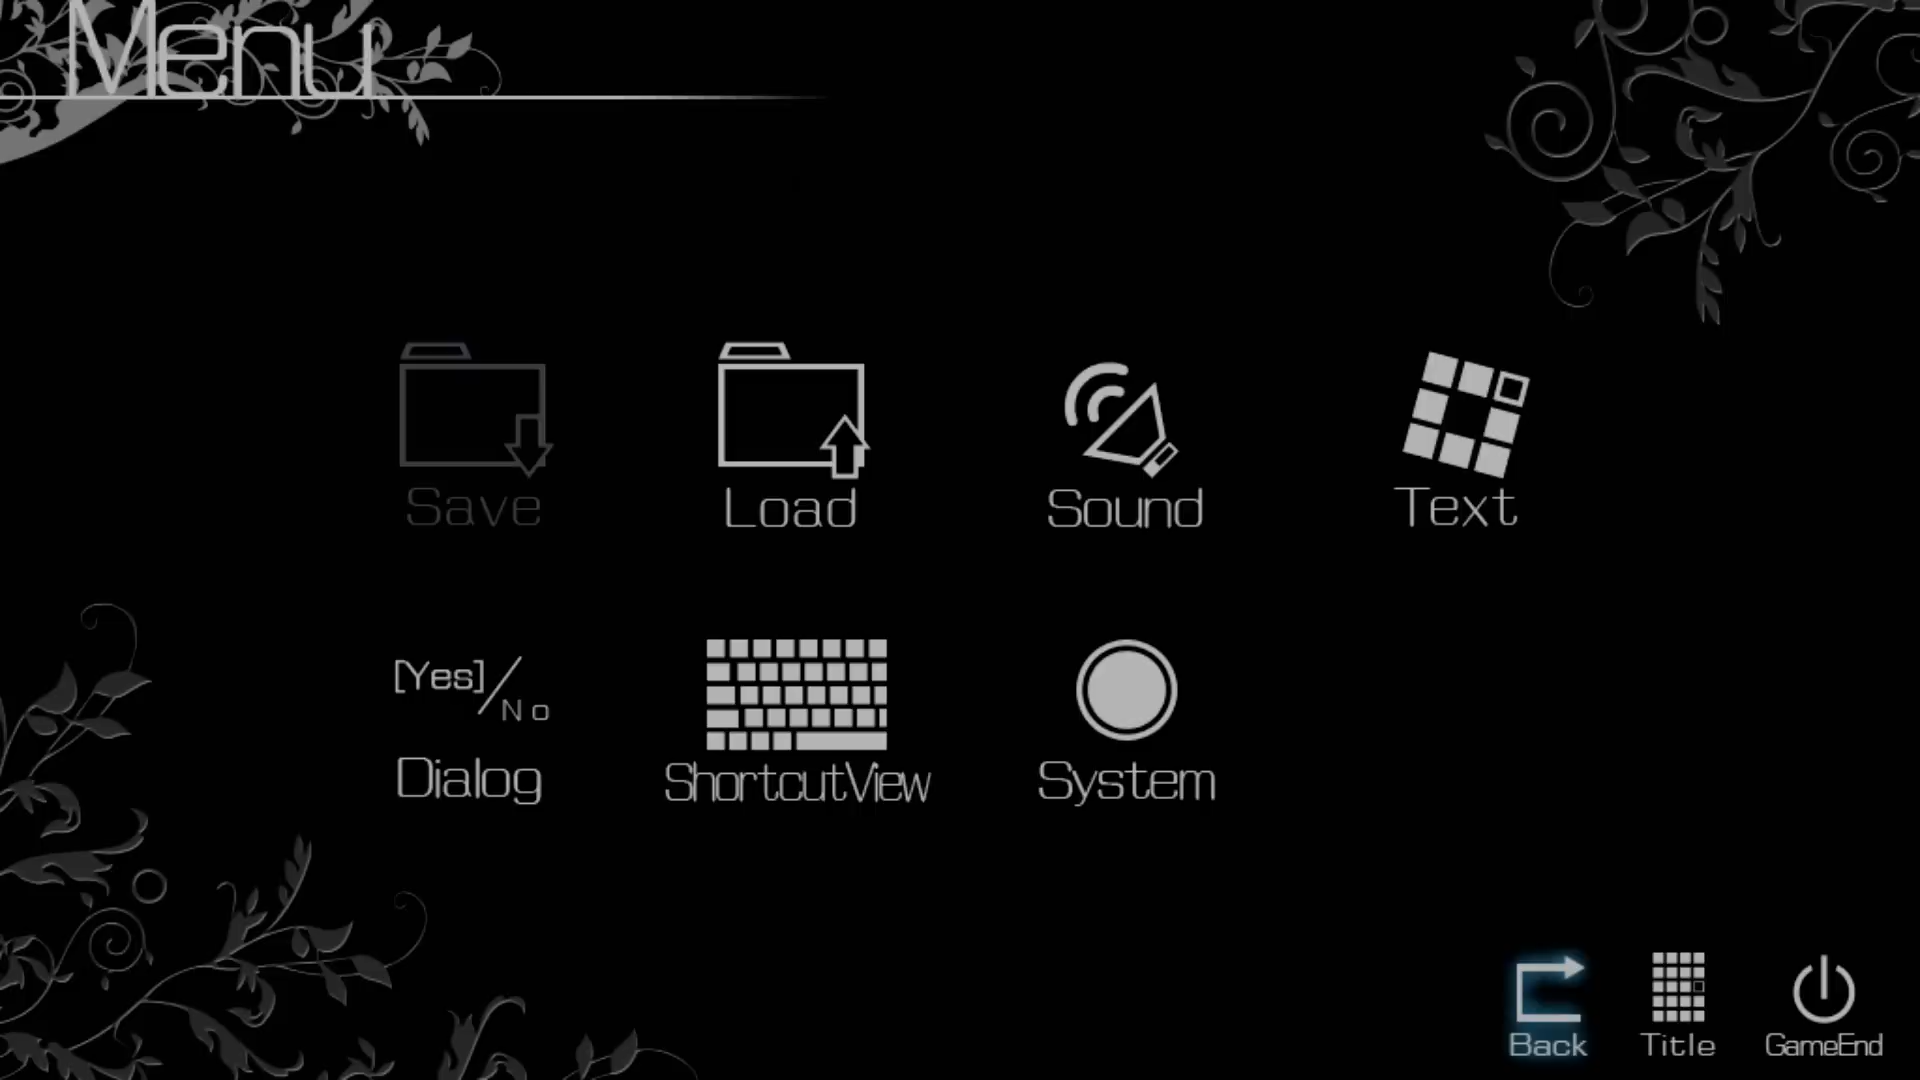 Menu
Save
Load
Sound
Text
[Yes]/No
Dialog
ShortcutView
System
Back
Title
GameEnd